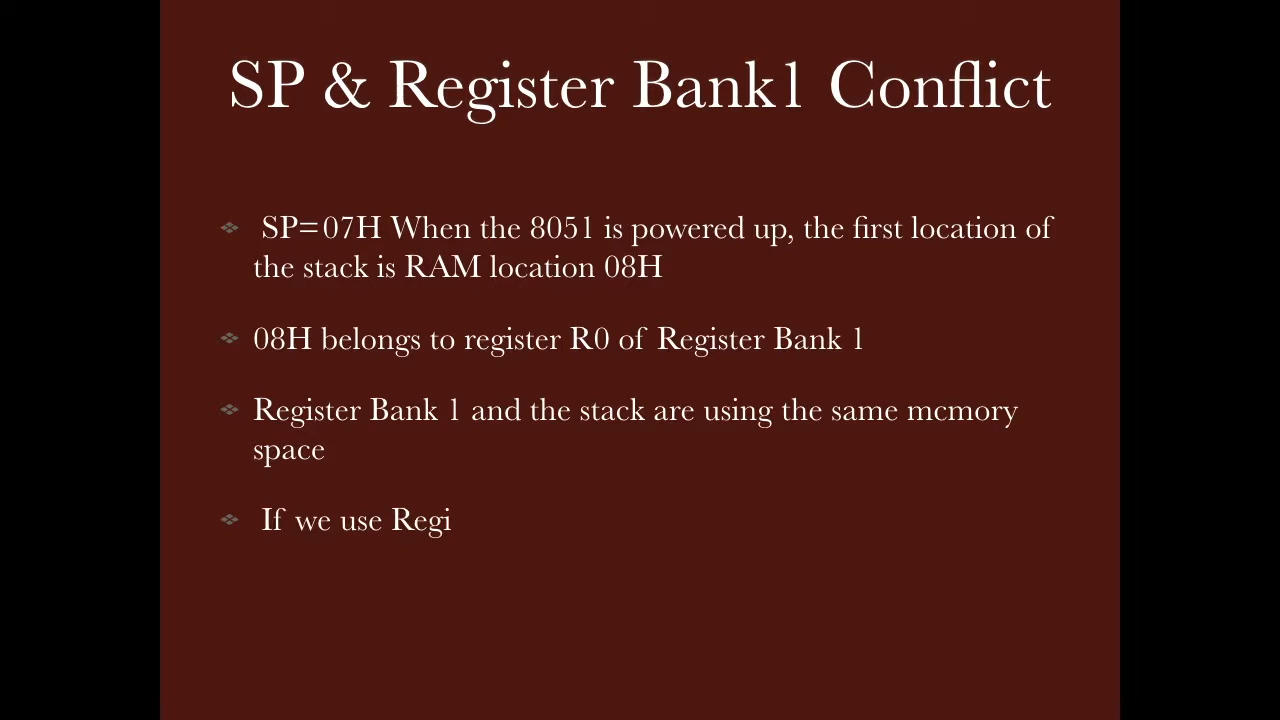 SP & Register Bank1 Conflict
SP=07H When the 8051 is powered up, the first location of
the stack is RAM location 08H
08H belongs to register R0 of Register Bank 1
Register Bank 1 and the stack are using the same mcmory
space
If we use Regi